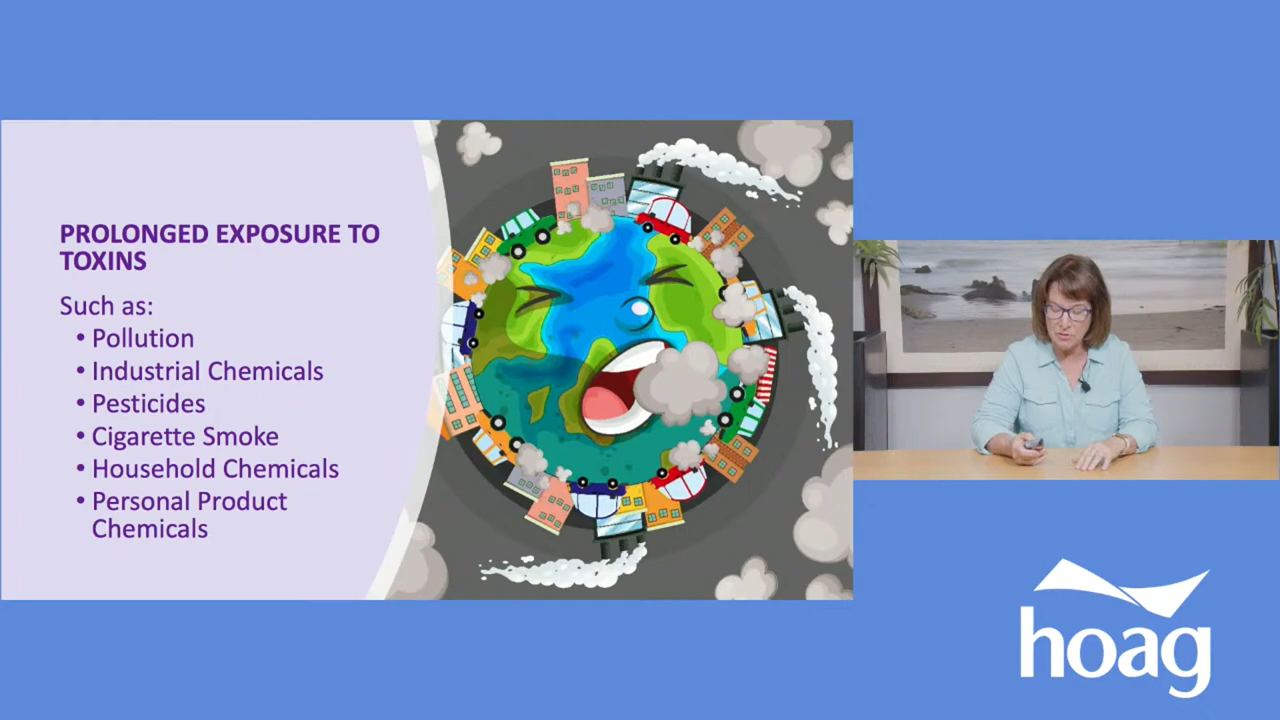 PROLONGED EXPOSURE TO
TOXINS
Such as:
• Pollution
• Industrial Chemicals
• Pesticides
• Cigarette Smoke
• Household Chemicals
• Personal Product
Chemicals
hoag